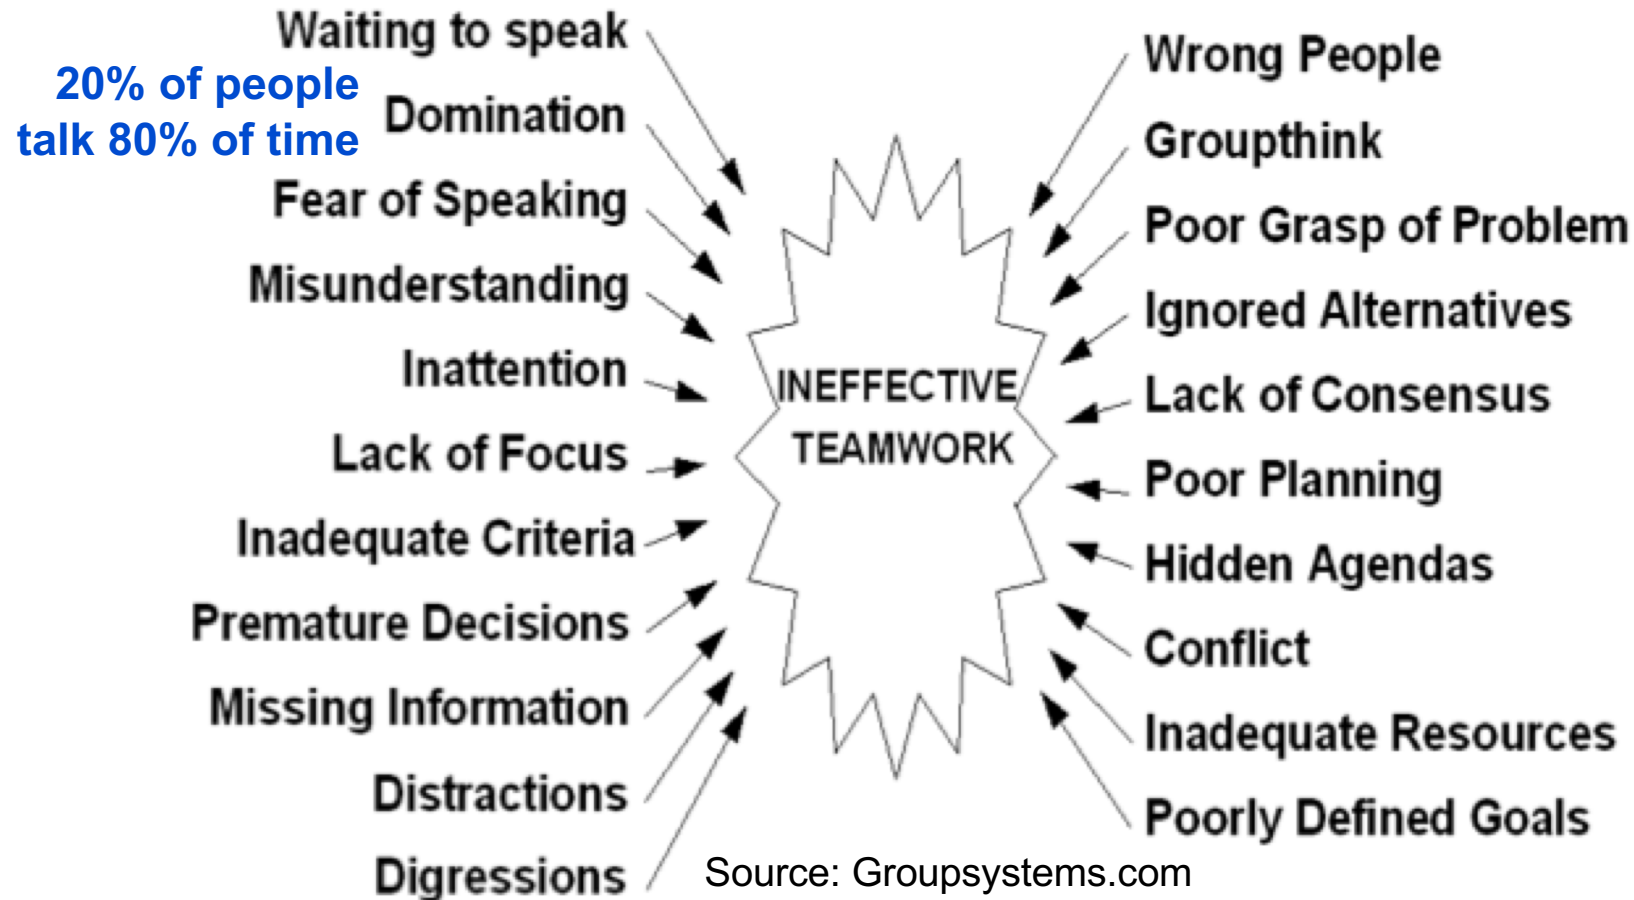 Waiting to speak
20% of people
talk 80% of time
Domination
Fear of Speaking
Misunderstanding
Inattention
Lack of Focus
Inadequate Criteria
Premature Decisions
Missing Information
Distractions
Digressions
INEFFECTIVE
TEAMWORK
Wrong People
Groupthink
Poor Grasp of Problem
Ignored Alternatives
Lack of Consensus
Poor Planning
Hidden Agendas
Conflict
Inadequate Resources
Poorly Defined Goals
Source: Groupsystems.com